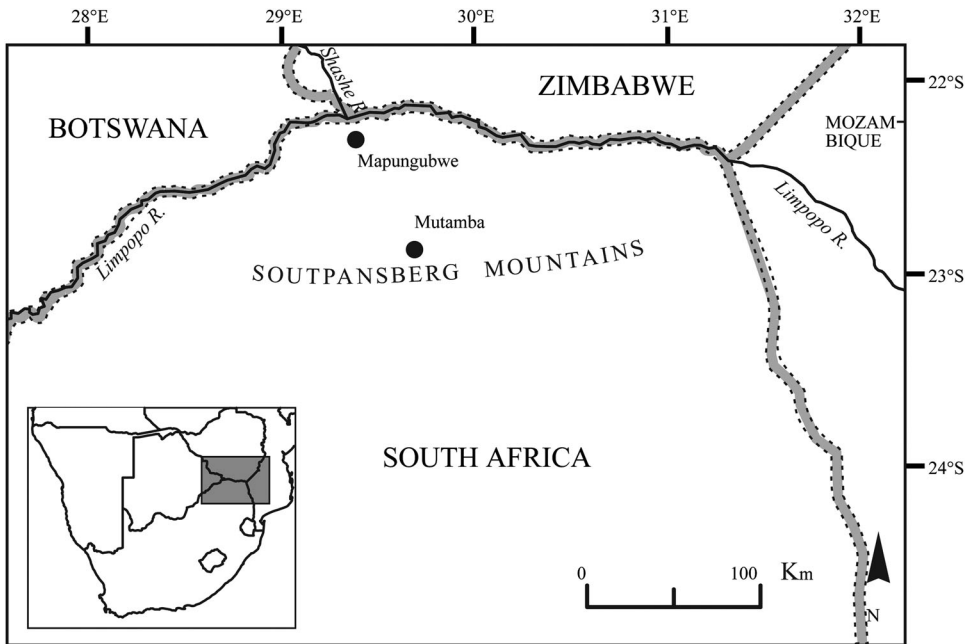 28°E 29°E 30°E 31°E 32°E
Shashe R.
ZIMBABWE
22°S
BOTSWANA
MOZAM
BIQUE
Mapungubwe
Limpopo R.
Limpopo R.
Mutamba
SOUTPANSBERG MOUNTAINS
23°S
SOUTH AFRICA
24°S
0 100 Km
N